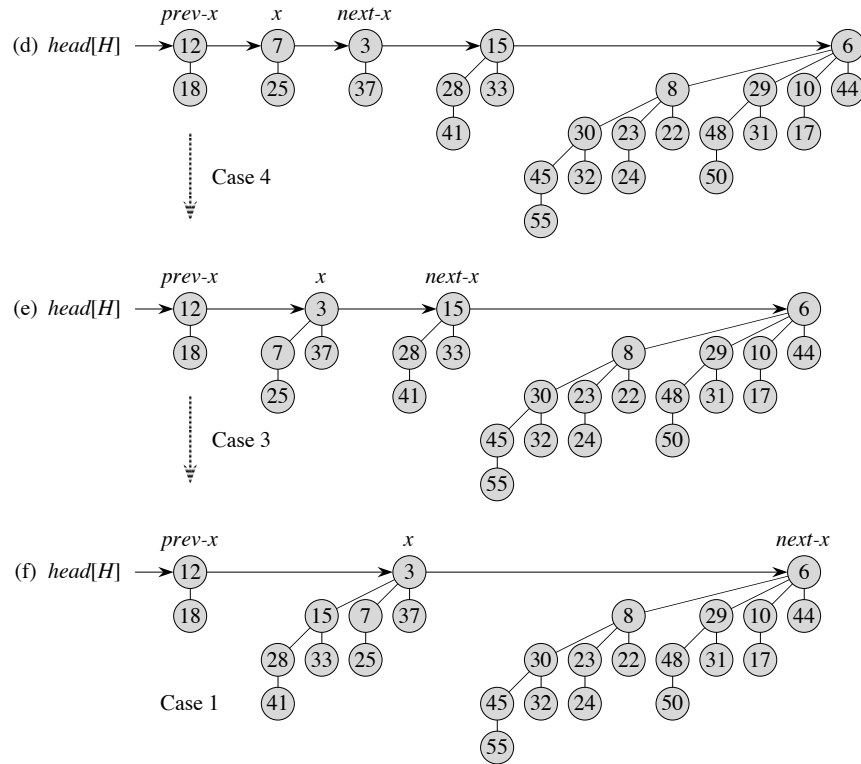 prev-x x next-x
(d) head[H] 12 7 3 15 6
18 25 37 28 33 8 29 10 44
41 30 23 22 48 31 17
Case 4 45 32 24 50
55
prev-x x next-x
(e) head[H] 12 3 15 6
18 7 37 28 33 8 29 10 44
25 41 30 23 22 48 31 17
Case 3 45 32 24 50
55
prev-x x next-x
(f) head[H] 12 3 6
18 15 7 37 8 29 10 44
28 33 25 30 23 22 48 31 17
Case 1 41 45 32 24 50
55